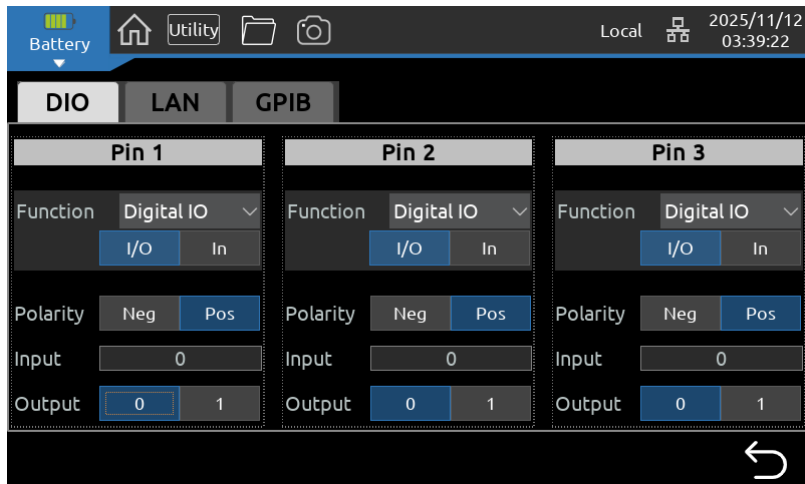 Battery Utility Local 2025/11/12
03:39:22
DIO LAN GPIB
Pin 1 Pin 2 Pin 3
Function Digital IO Function Digital IO Function Digital IO
I/O In I/O In I/O In
Polarity Neg Pos Polarity Neg Pos Polarity Neg Pos
Input 0 Input 0 Input 0
Output 0 1 Output 0 1 Output 0 1